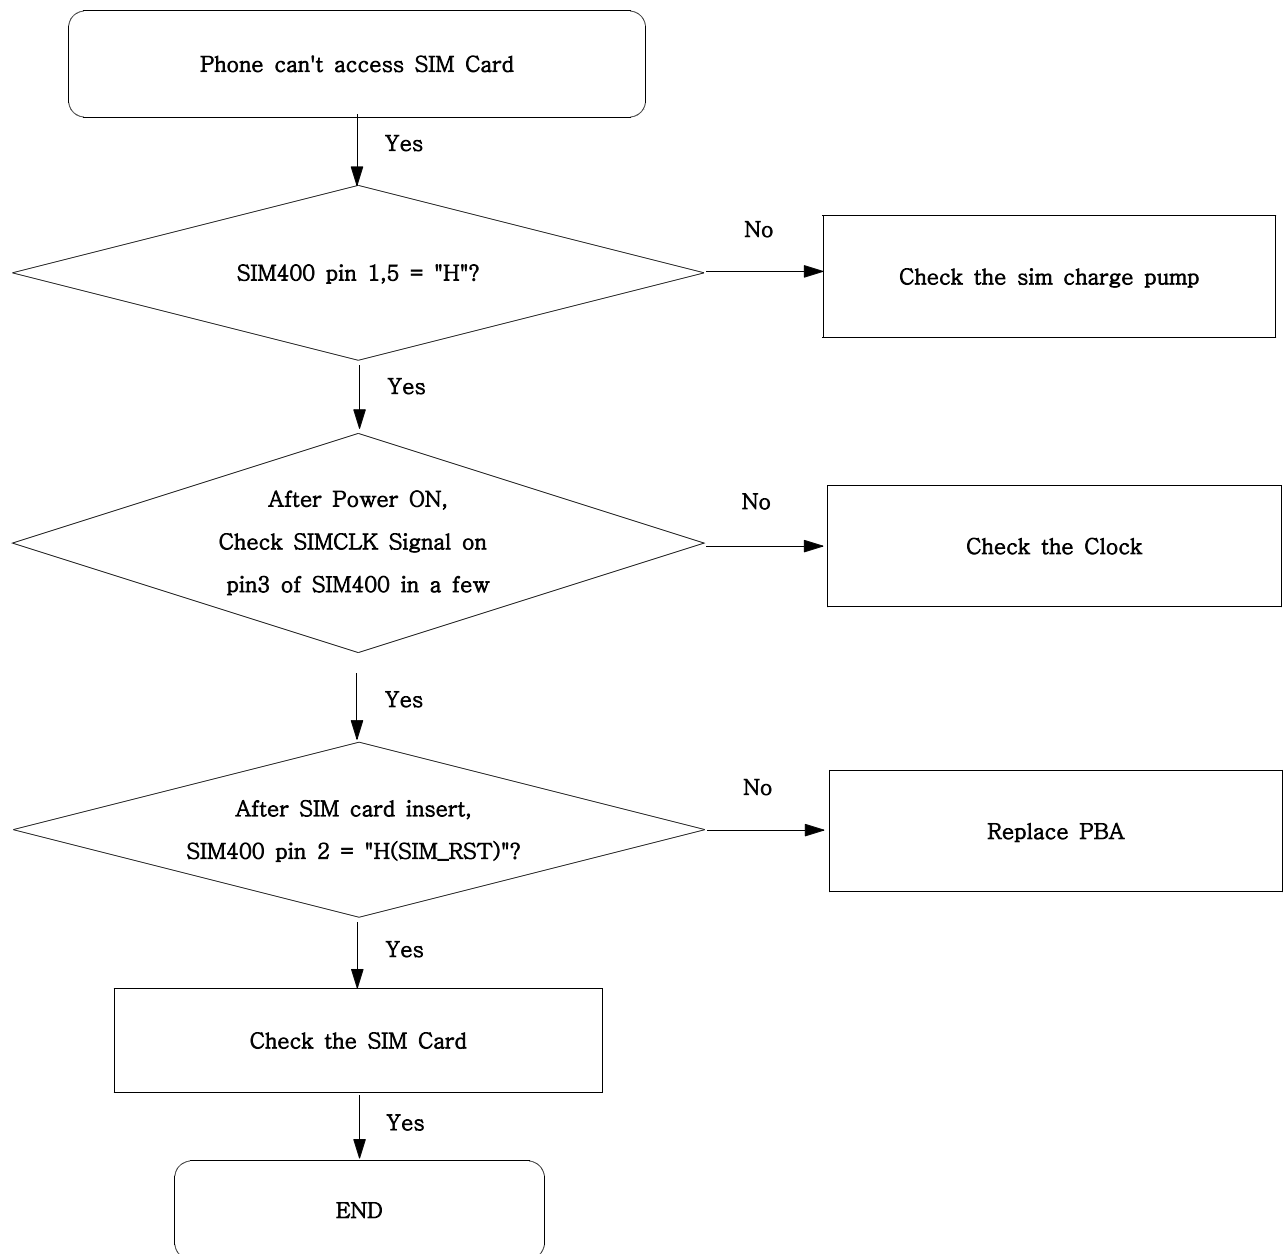 Phone can't access SIM Card
Yes
SIM400 pin 1,5 = "H"?
No
Check the sim charge pump
Yes
After Power ON,
Check SIMCLK Signal on
pin3 of SIM400 in a few
No
Check the Clock
Yes
After SIM card insert,
SIM400 pin 2 = "H(SIM_RST)"?
No
Replace PBA
Yes
Check the SIM Card
Yes
END